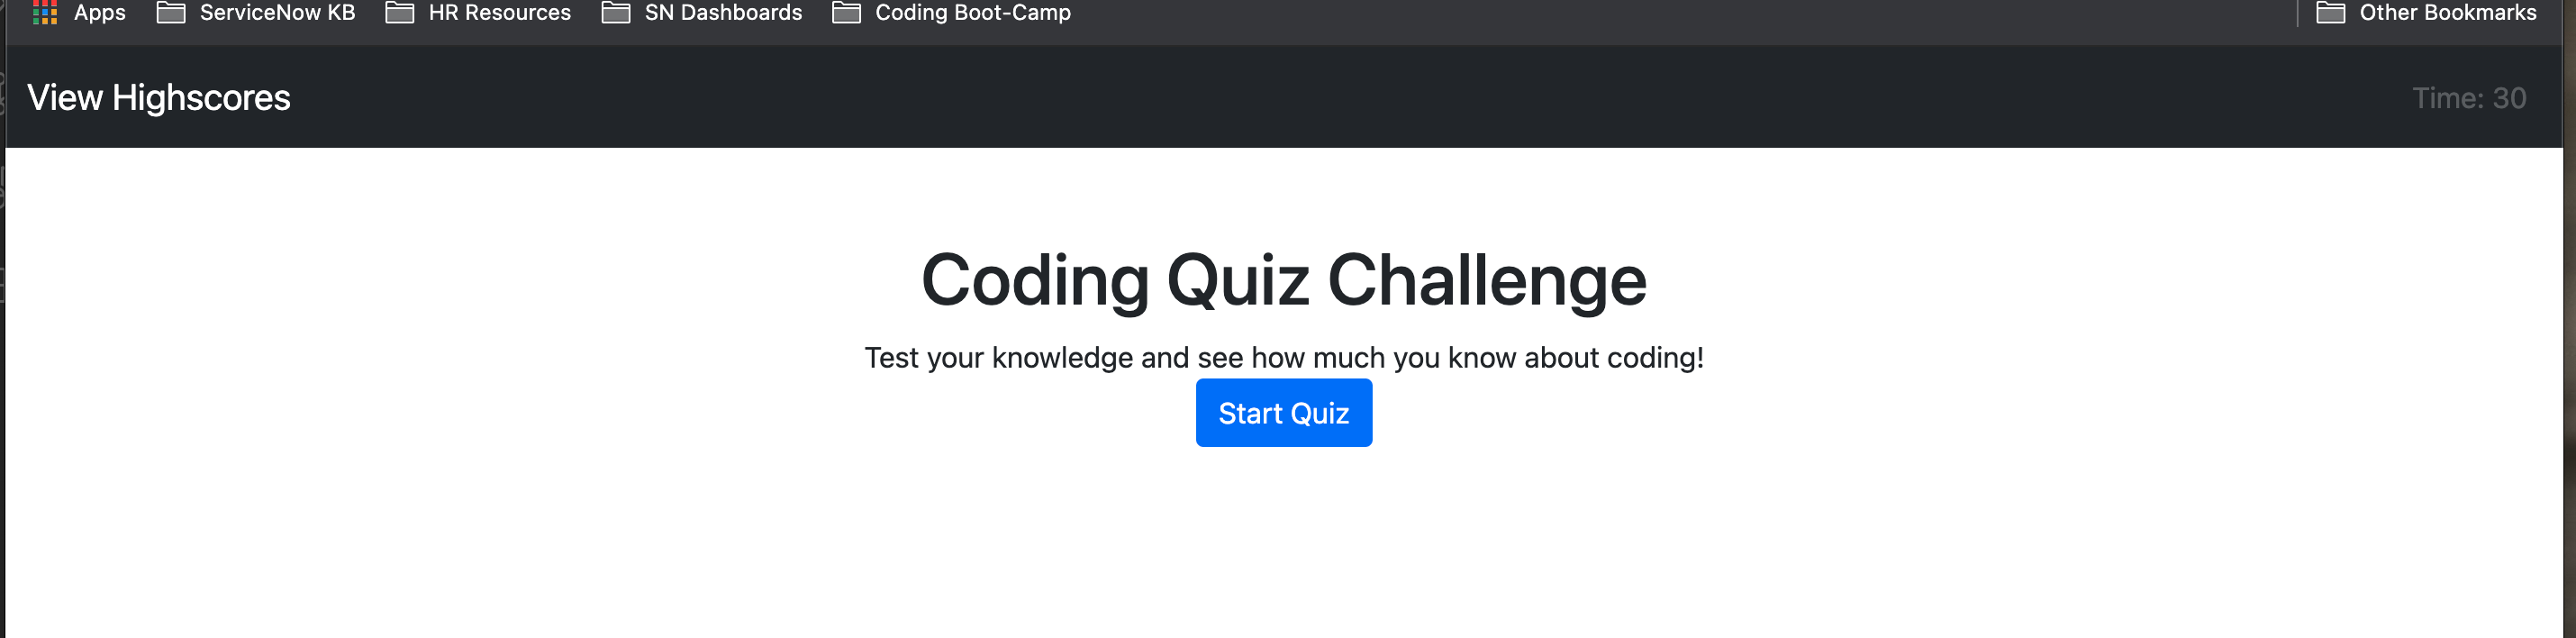 Apps ServiceNow KB HR Resources SN Dashboards Coding Boot-Camp Other Bookmarks
View Highscores Time: 30
Coding Quiz Challenge
Test your knowledge and see how much you know about coding!
Start Quiz